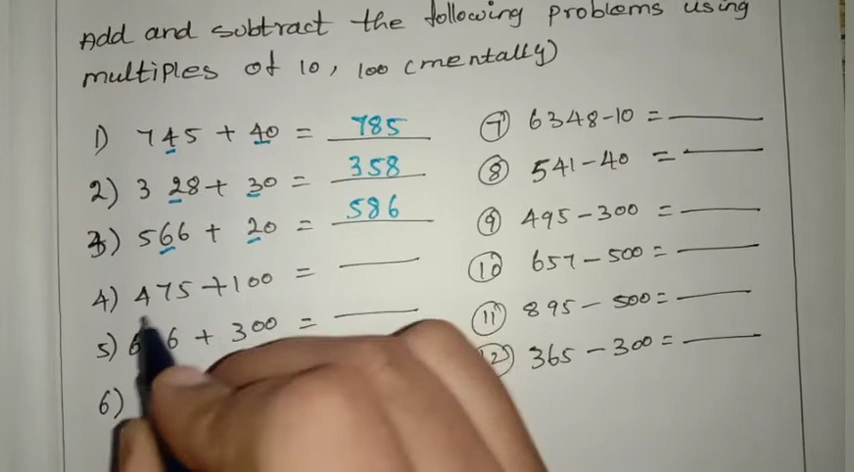 Add and subtract the following problems using
multiples of 10, 100 (mentally)
1) 745 + 40 = 785
2) 328 + 30 = 358
3) 566 + 20 = 586
4) 475 + 100 =
5) 6 6 + 300 =
6)
7 6348-10 =
8 541-40 =
9 495-300 =
10 657-500 =
11 895-500 =
12 365-300 =